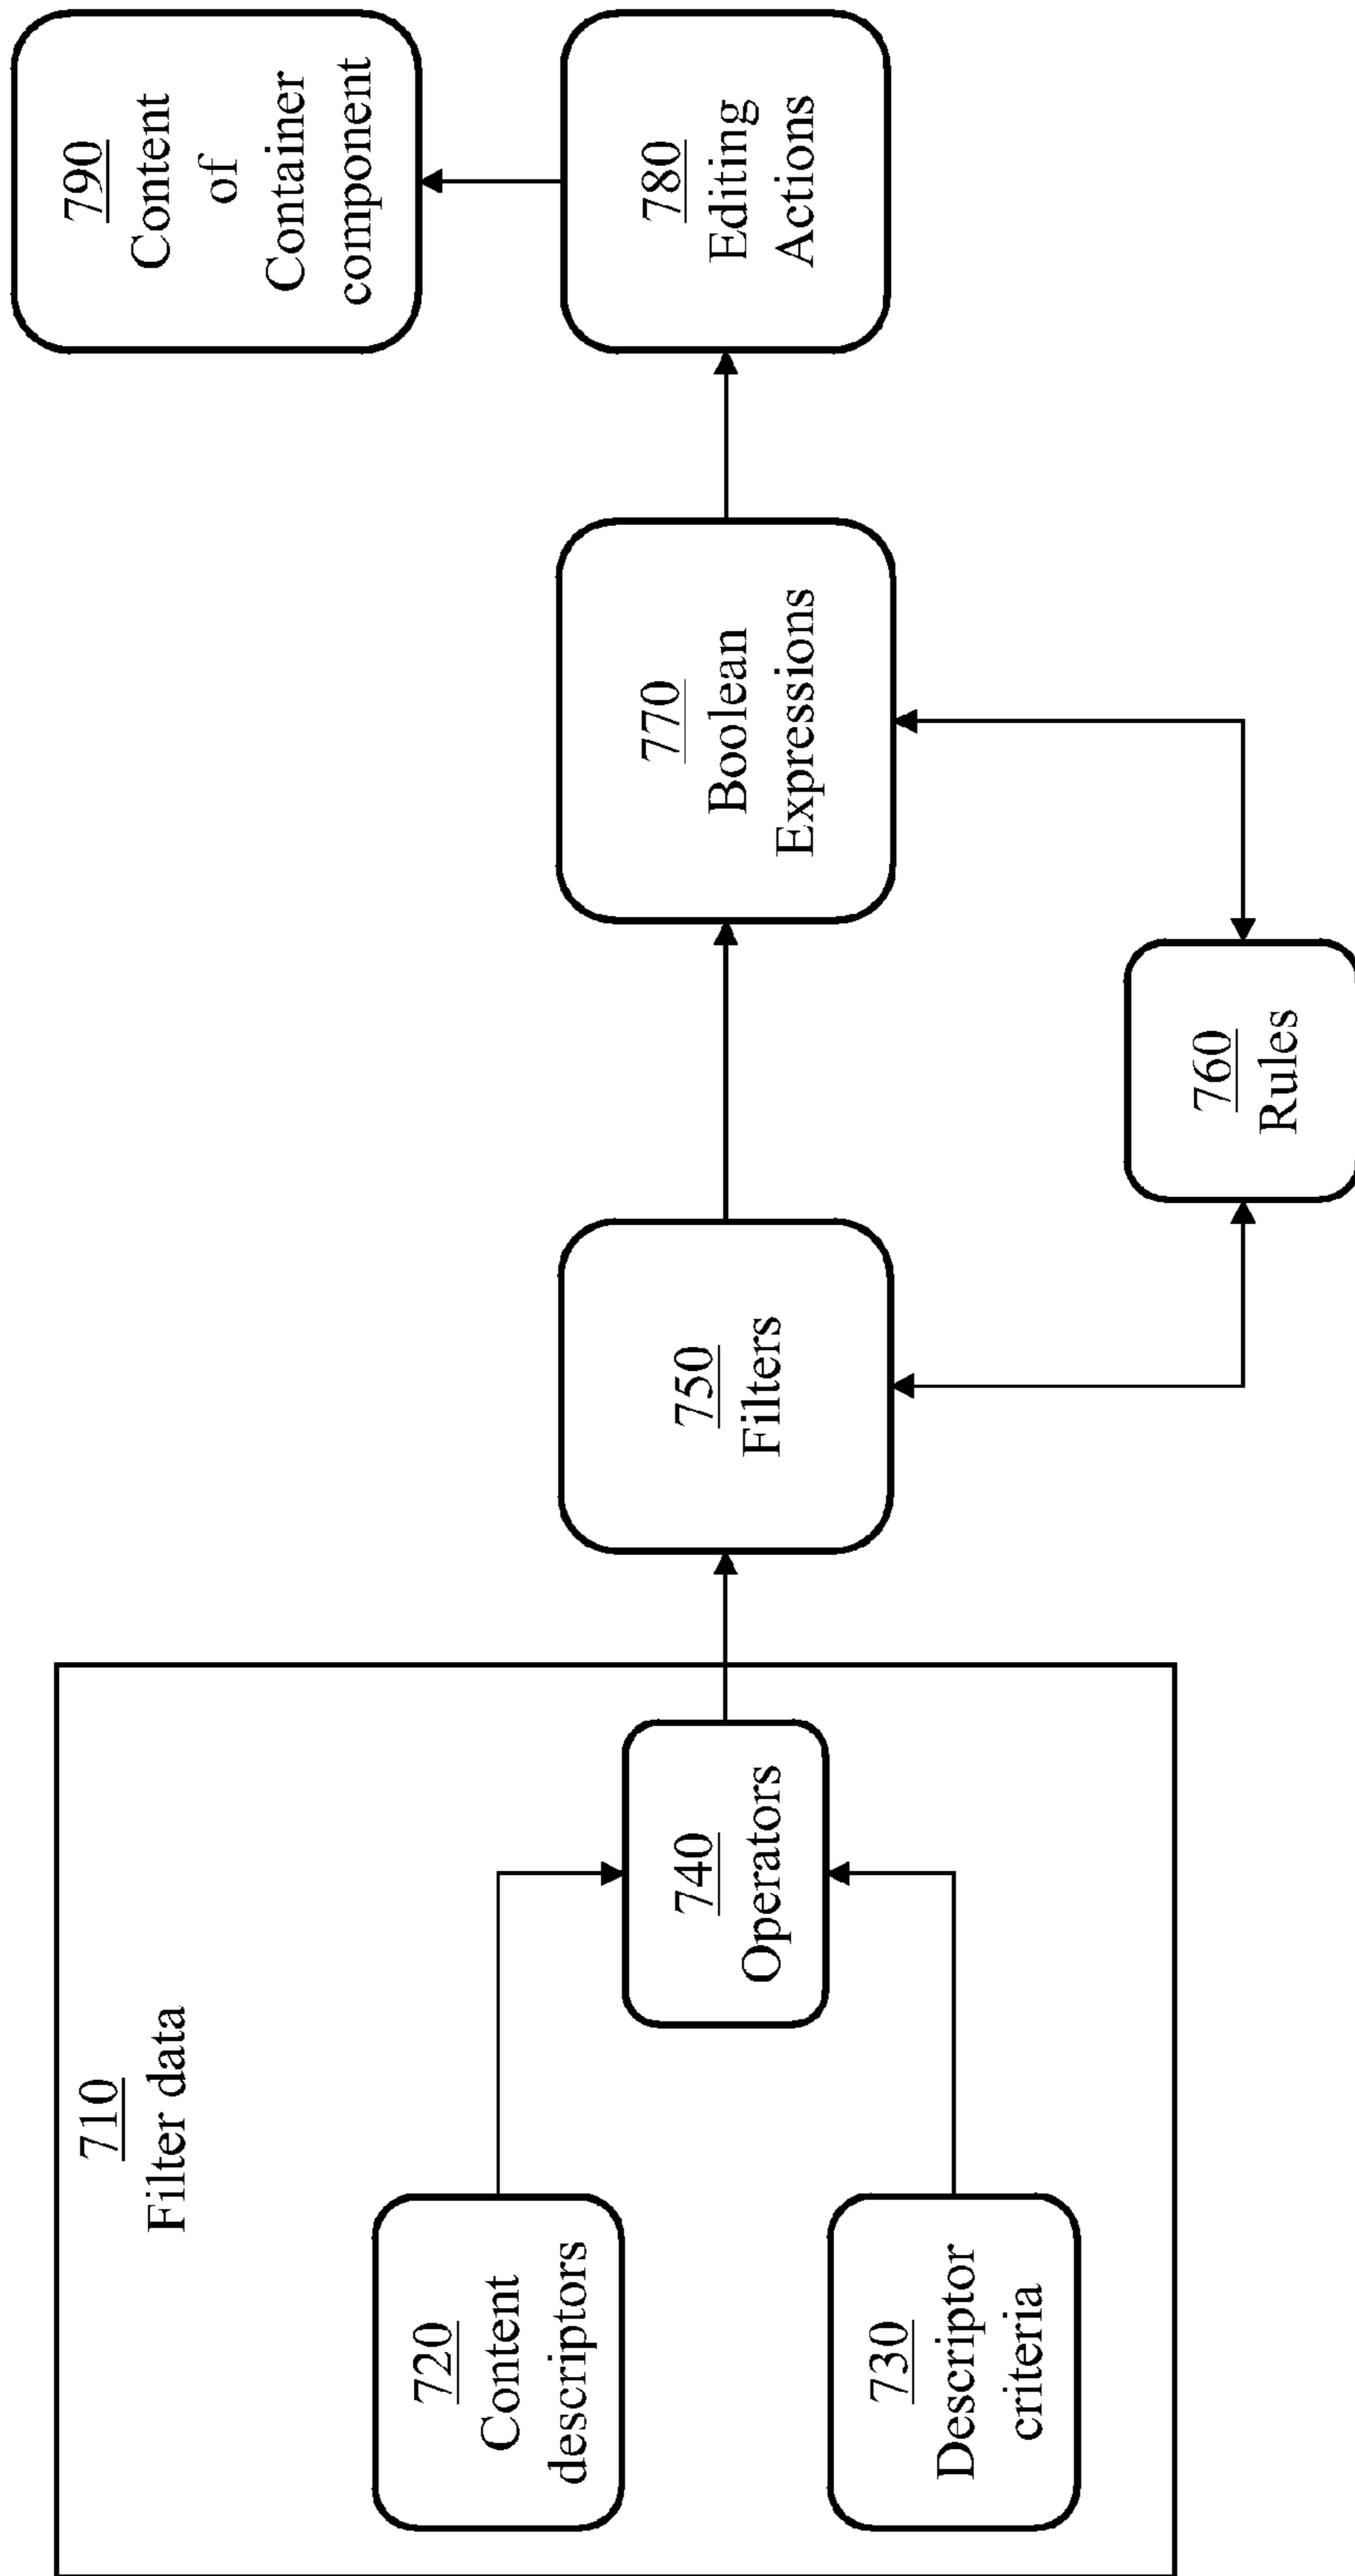 710
Filter data
720
Content
descriptors
730
Descriptor
criteria
740
Operators
750
Filters
760
Rules
770
Boolean
Expressions
780
Editing
Actions
790
Content
of
Container
component